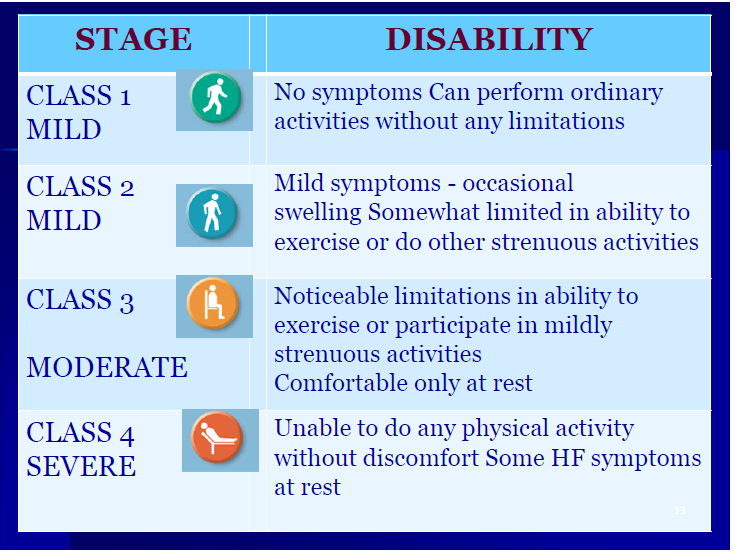 STAGE
DISABILITY
CLASS 1
MILD
No symptoms Can perform ordinary
activities without any limitations
CLASS 2
MILD
Mild symptoms - occasional
swelling Somewhat limited in ability to
exercise or do other strenuous activities
CLASS 3
MODERATE
Noticeable limitations in ability to
exercise or participate in mildly
strenuous activities
Comfortable only at rest
CLASS 4
SEVERE
Unable to do any physical activity
without discomfort Some HF symptoms
at rest